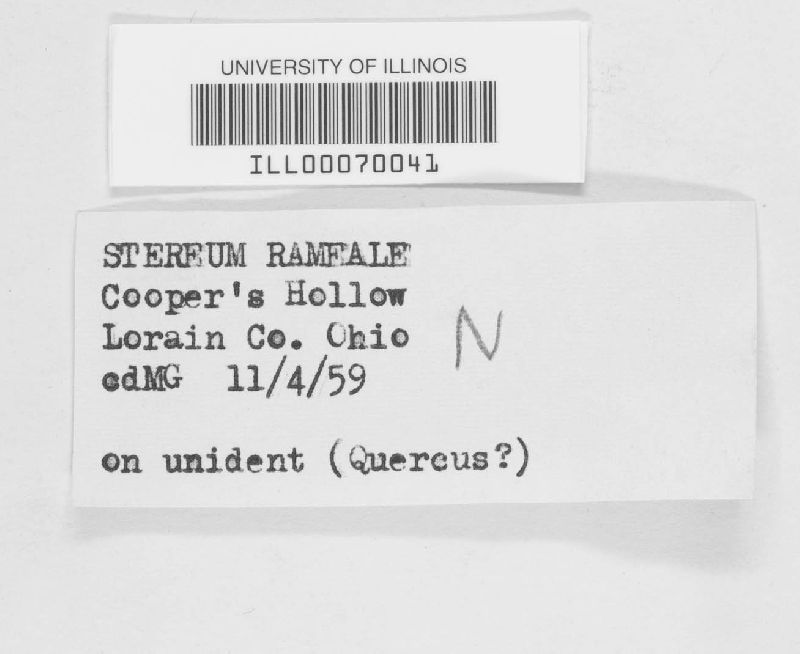 UNIVERSITY OF ILLINOIS
ILL00070041
STEREUM RAMEALE
Cooper's Hollow
Lorain Co. Ohio
N
cdMG 11/4/59
on unident (Quercus?)